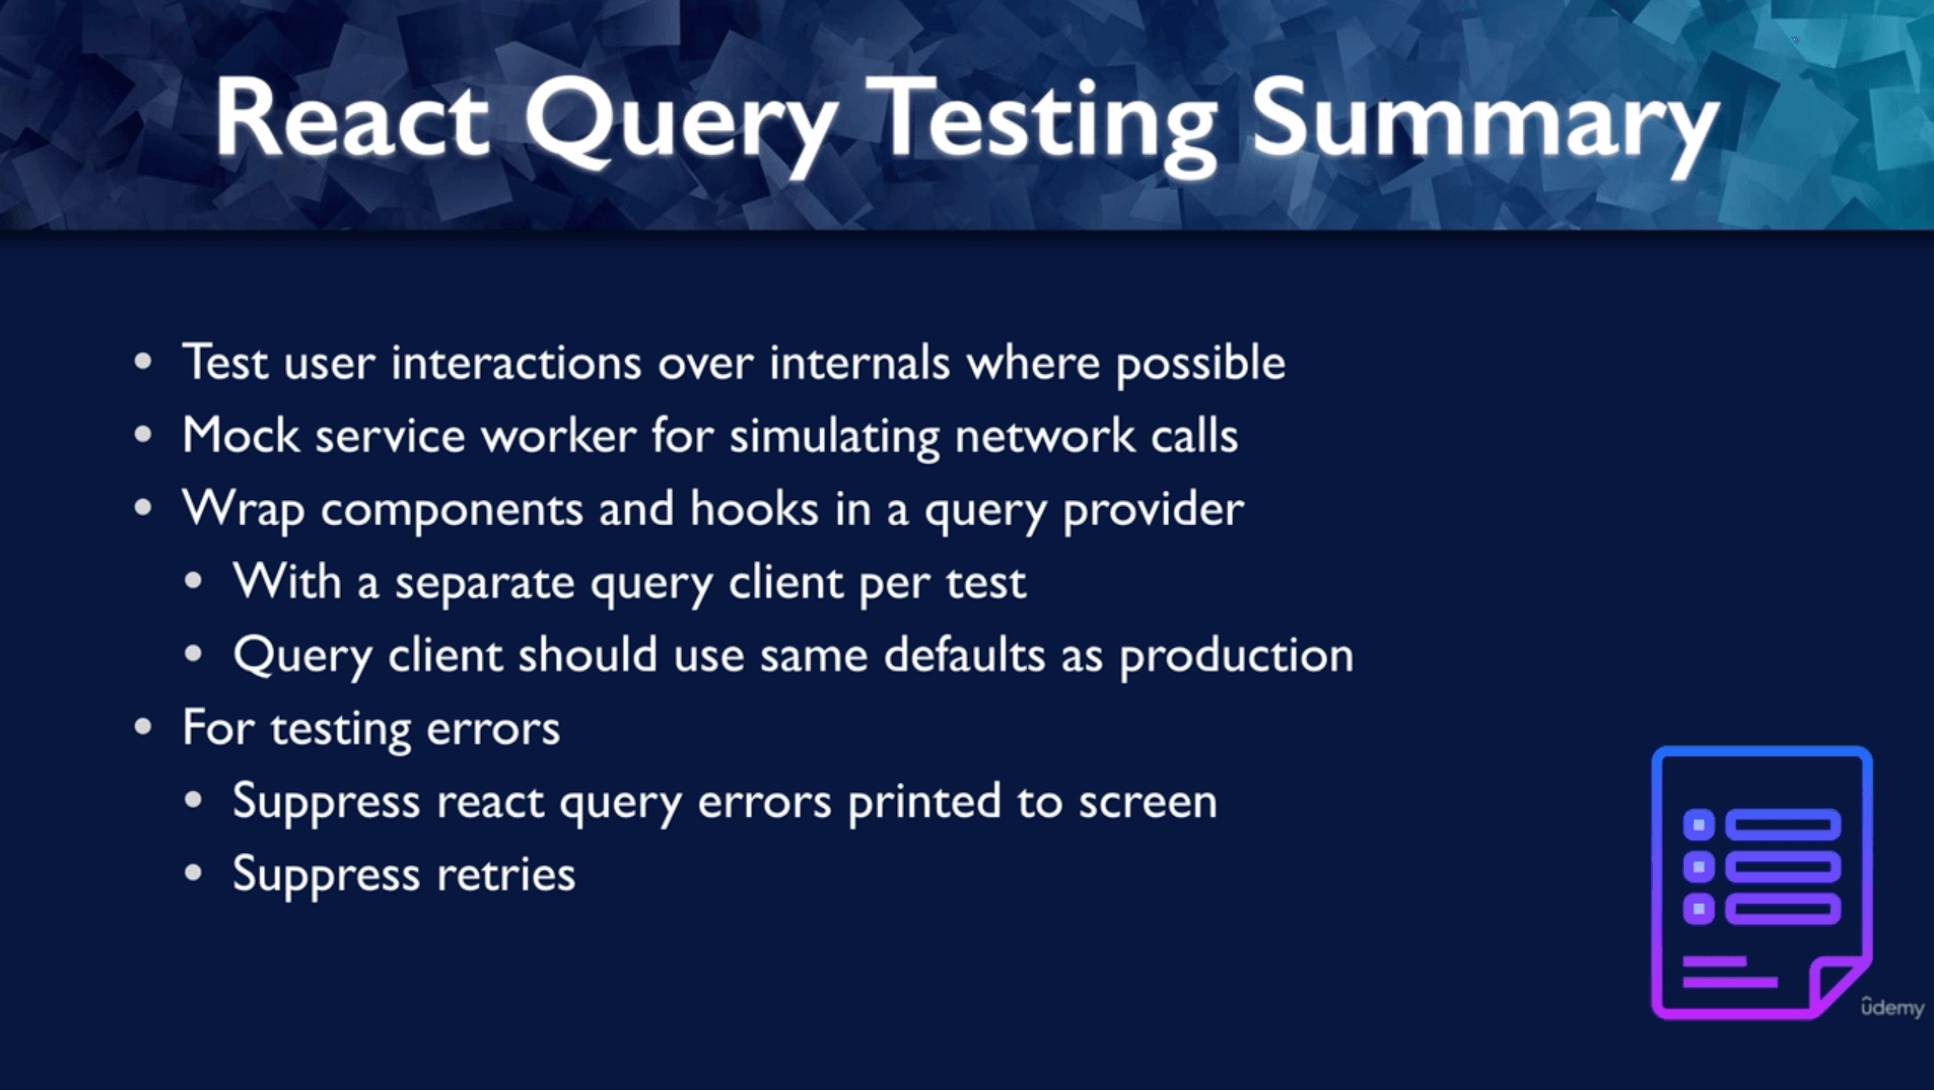 React Query Testing Summary
• Test user interactions over internals where possible
• Mock service worker for simulating network calls
• Wrap components and hooks in a query provider
• With a separate query client per test
• Query client should use same defaults as production
• For testing errors
• Suppress react query errors printed to screen
• Suppress retries
ûdemy